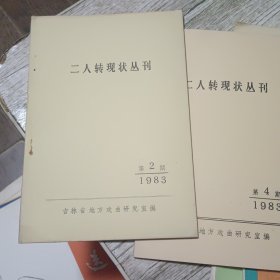 二人转现状丛刊
第2期
1983
吉林省地方戏曲研究室编
二人转现状丛刊
第4期
1983
地方戏曲研究室编